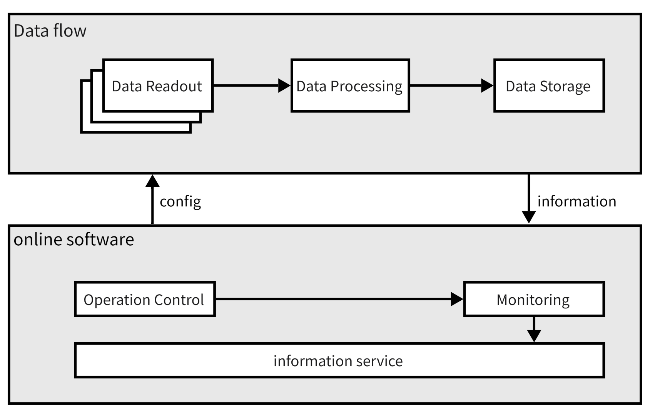 Data flow
Data Readout
Data Processing
Data Storage
config
information
online software
Operation Control
Monitoring
information service